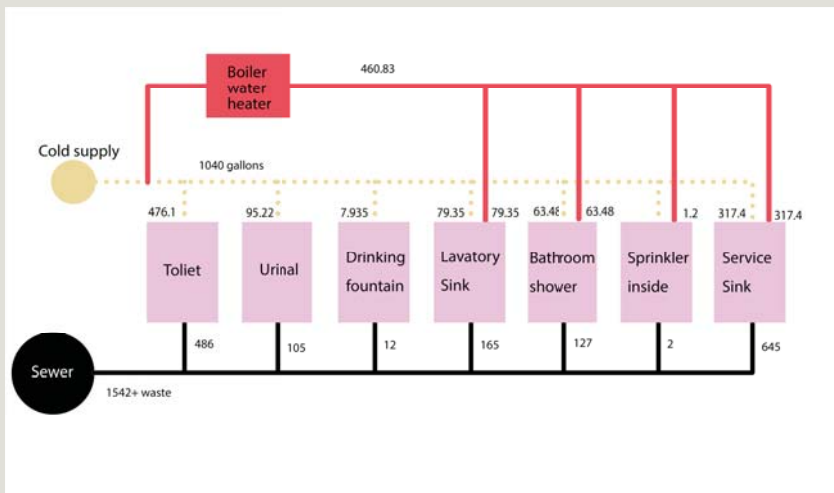 460.83
Boiler
water
heater
Cold supply
1040 gallons
476.1 95.22 7.935 79.35 79.35 63.48 63.48 1.2 317.4 317.4
Toliet
Urinal
Drinking
fountain
Lavatory
Sink
Bathroom
shower
Sprinkler
inside
Service
Sink
486 105 12 165 127 2 645
Sewer
1542+ waste